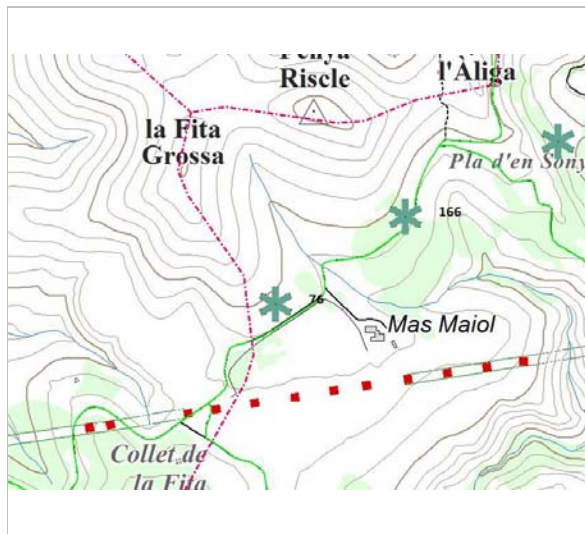 Penya
Riscle
l'Àliga
la Fita
Grossa
Pla d'en Sony
166
76
Mas Maiol
Collet de
la Fita